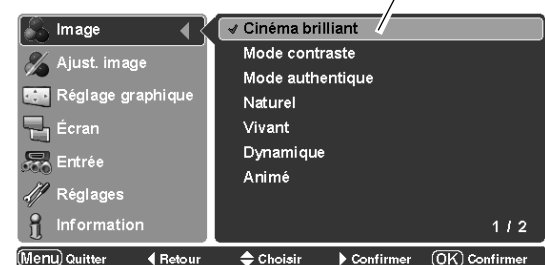 Image
Ajust. image
Réglage graphique
Écran
Entrée
Réglages
Information
Cinéma brilliant
Mode contraste
Mode authentique
Naturel
Vivant
Dynamique
Animé
1 / 2
Menu Quitter Retour Choisir Confirmer OK Confirmer